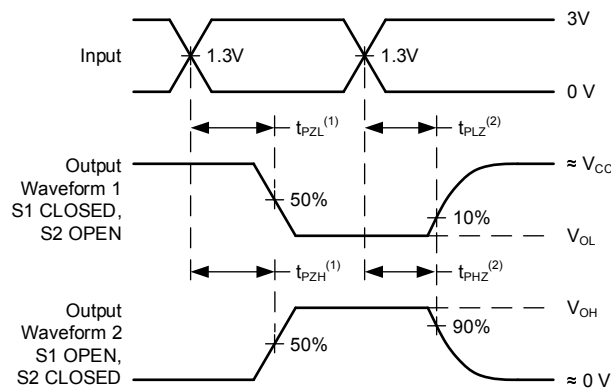 3V
Input
1.3V
1.3V
0 V
tPZL(1)
tPLZ(2)
Output
Waveform 1
S1 CLOSED,
S2 OPEN
≈ VCC
50%
10%
VOL
tPZH(1)
tPHZ(2)
Output
Waveform 2
S1 OPEN,
S2 CLOSED
VOH
50%
90%
≈ 0 V